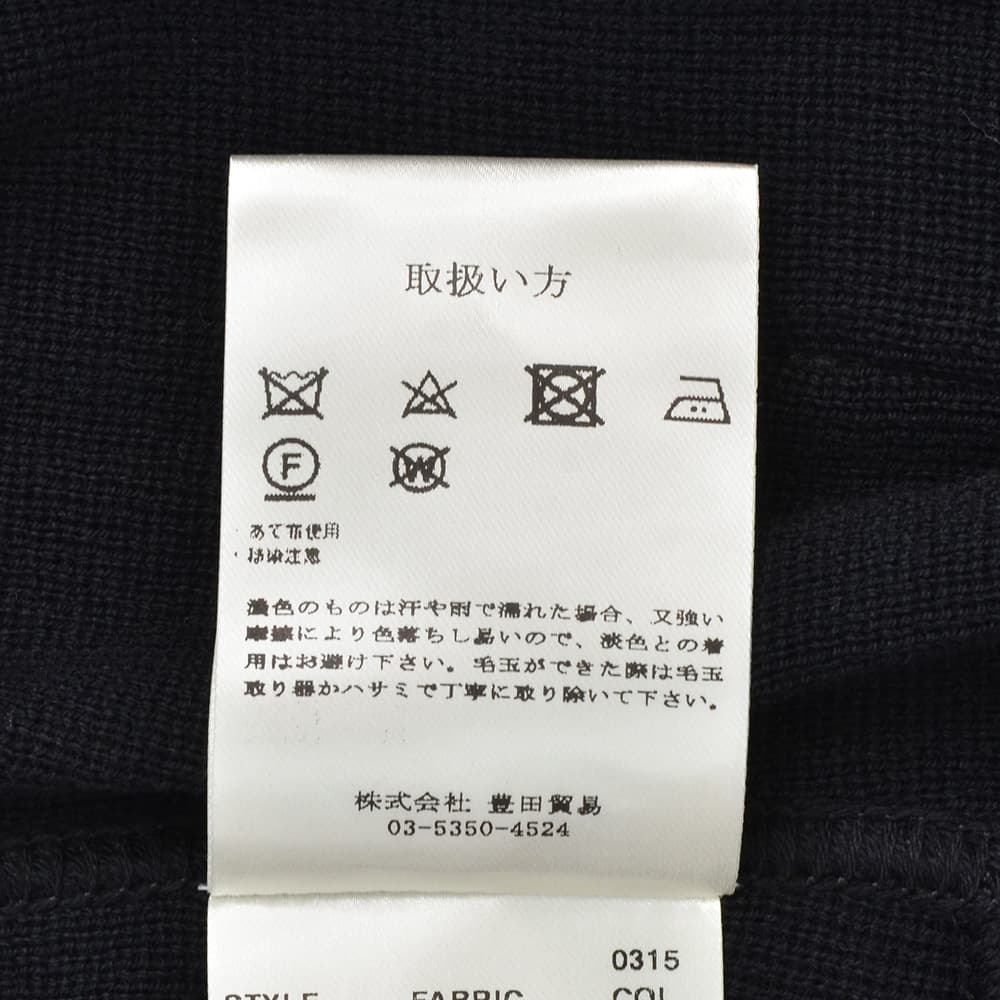 取扱い方
F W
・あて布使用
・移染注意
濃色のものは汗や雨で濡れた場合、又強い
摩擦により色落ちし易いので、淡色との着
用はお避け下さい。毛玉ができた際は毛玉
取り器かハサミで丁寧に取り除いて下さい。
株式会社 豊田貿易
03-5350-4524
0315
STYLE FABRIC COL